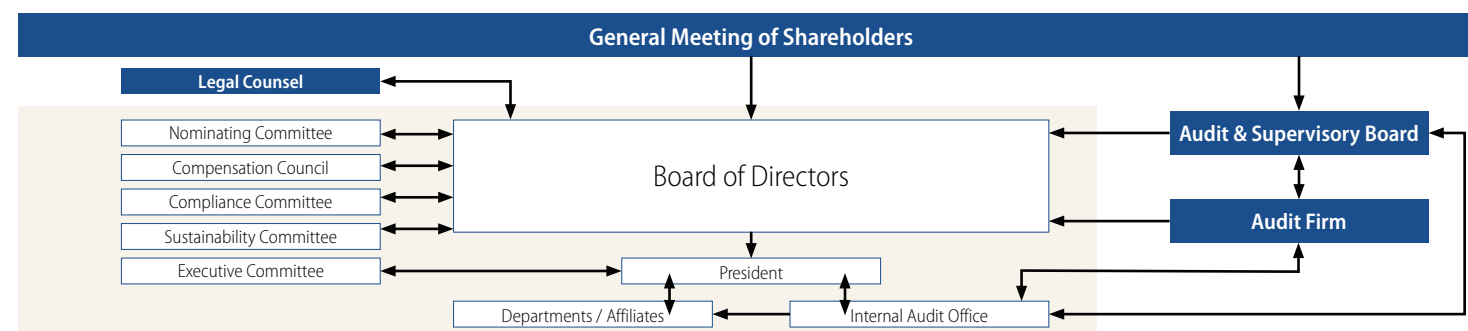 General Meeting of Shareholders
Legal Counsel
Nominating Committee
Compensation Council
Compliance Committee
Sustainability Committee
Executive Committee
Board of Directors
Audit & Supervisory Board
Audit Firm
President
Departments / Affiliates
Internal Audit Office